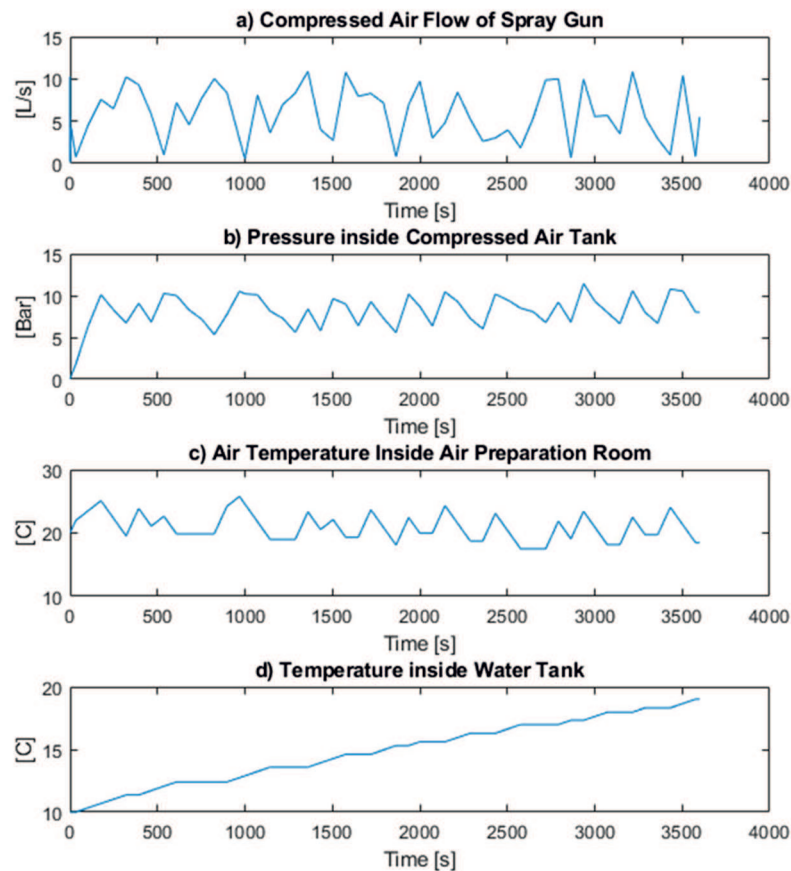 a) Compressed Air Flow of Spray Gun
15
10
5
0
[L/s]
0 500 1000 1500 2000 2500 3000 3500 4000
Time [s]
b) Pressure inside Compressed Air Tank
15
10
5
0
[Bar]
0 500 1000 1500 2000 2500 3000 3500 4000
Time [s]
c) Air Temperature Inside Air Preparation Room
30
20
10
[C]
0 500 1000 1500 2000 2500 3000 3500 4000
Time [s]
d) Temperature inside Water Tank
20
15
10
[C]
0 500 1000 1500 2000 2500 3000 3500 4000
Time [s]